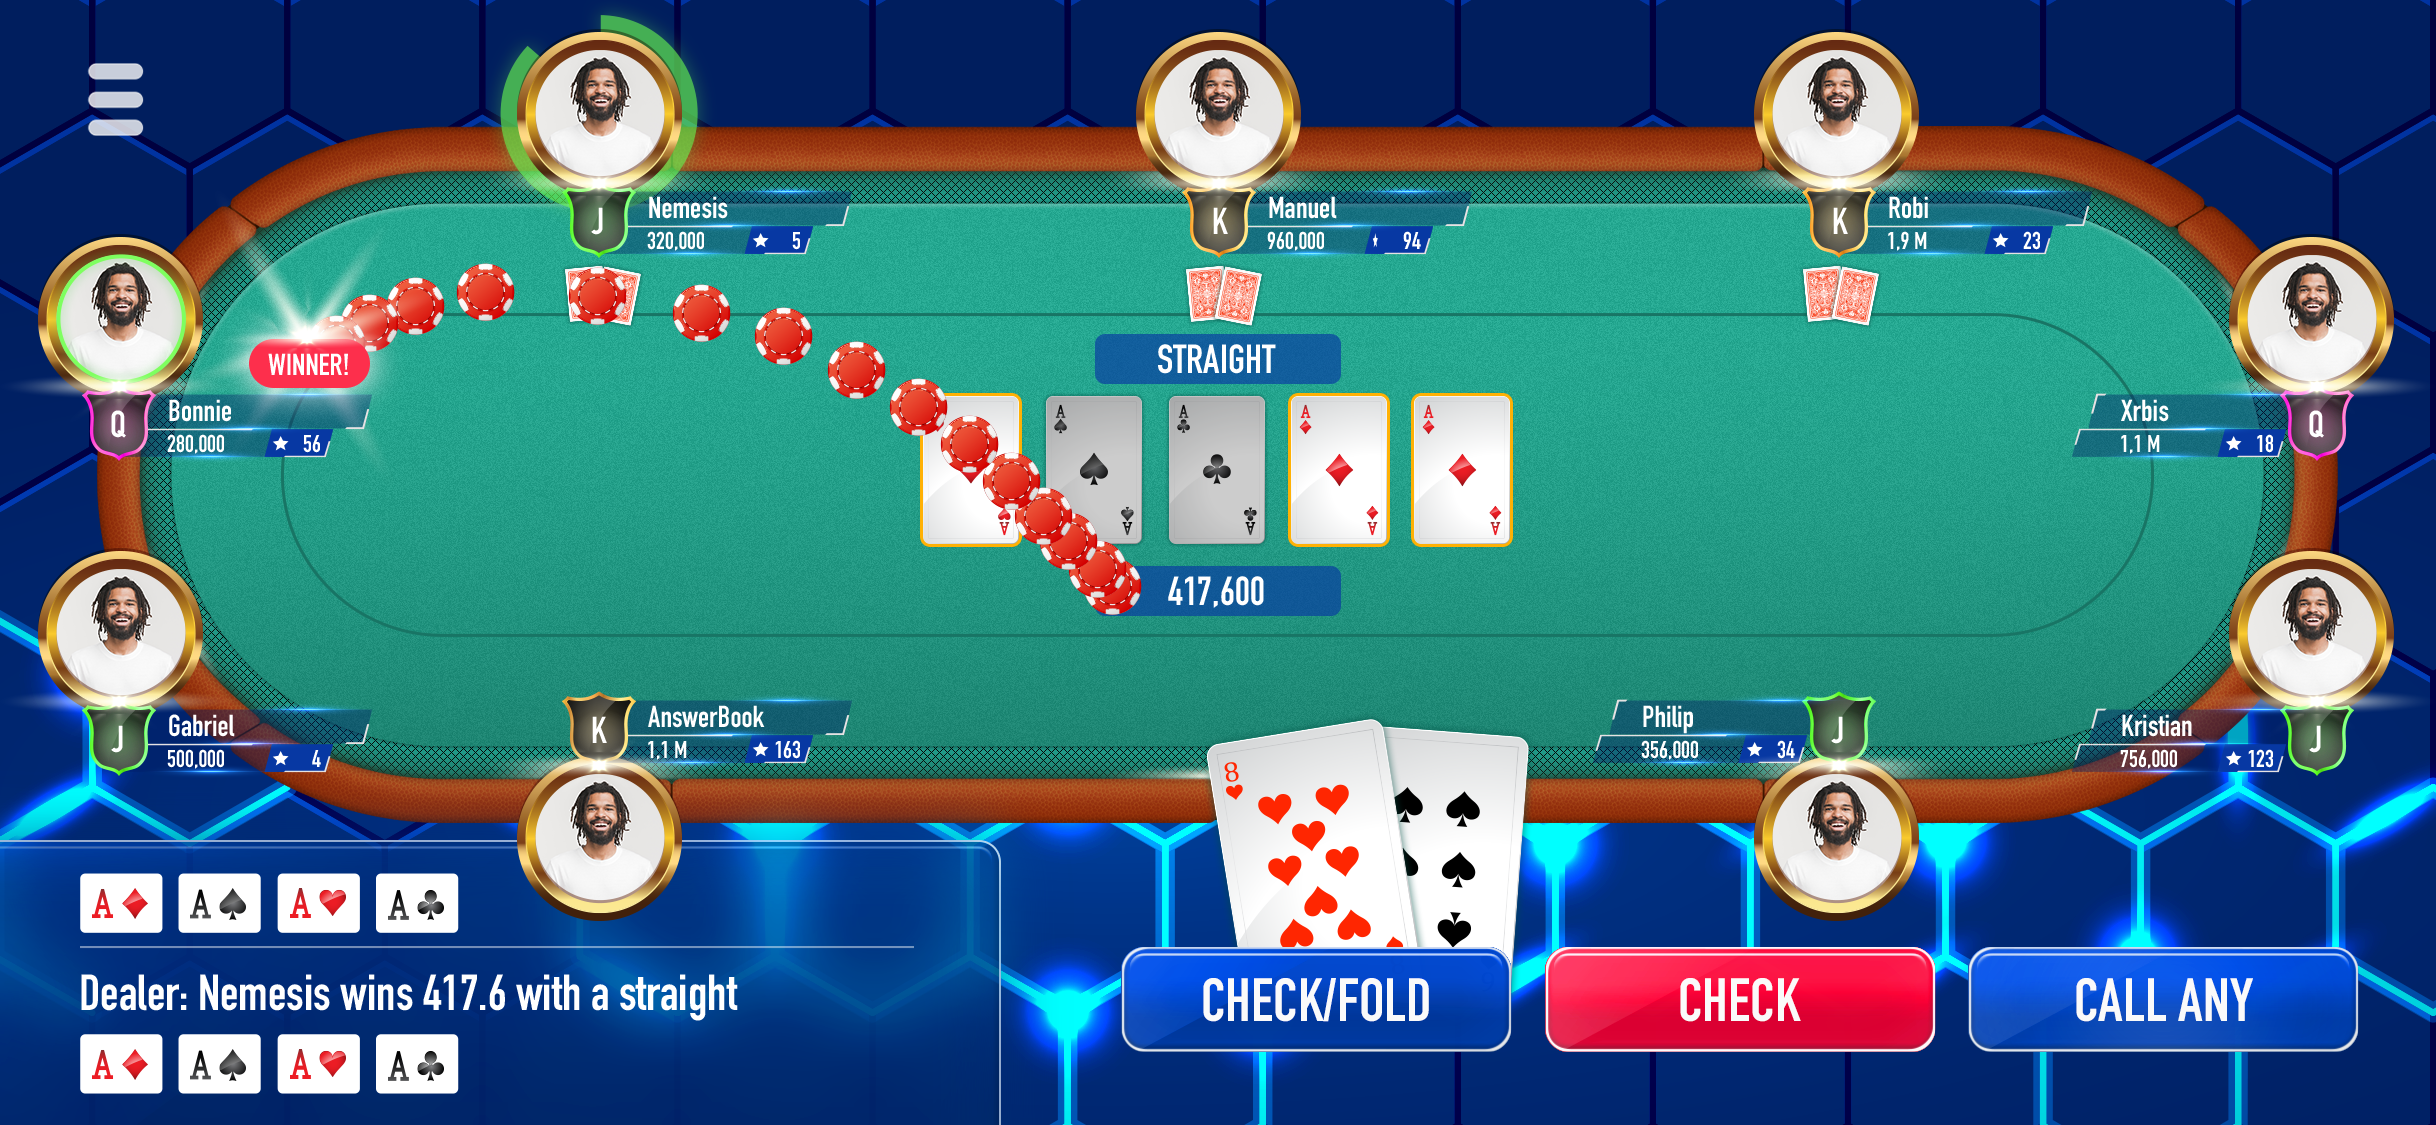 J
Nemesis
320,000
5
K
Manuel
960,000
94
K
Robi
1,9 M
23
WINNER!
Q
Bonnie
280,000
56
STRAIGHT
A
A
A
A
A
A
A
A
A
417,600
Xrbis
1,1 M
18
Q
J
Gabriel
500,000
4
K
AnswerBook
1,1 M
163
Philip
356,000
34
J
Kristian
756,000
123
J
8
A A A A
Dealer: Nemesis wins 417.6 with a straight
A A A A
CHECK/FOLD
CHECK
CALL ANY